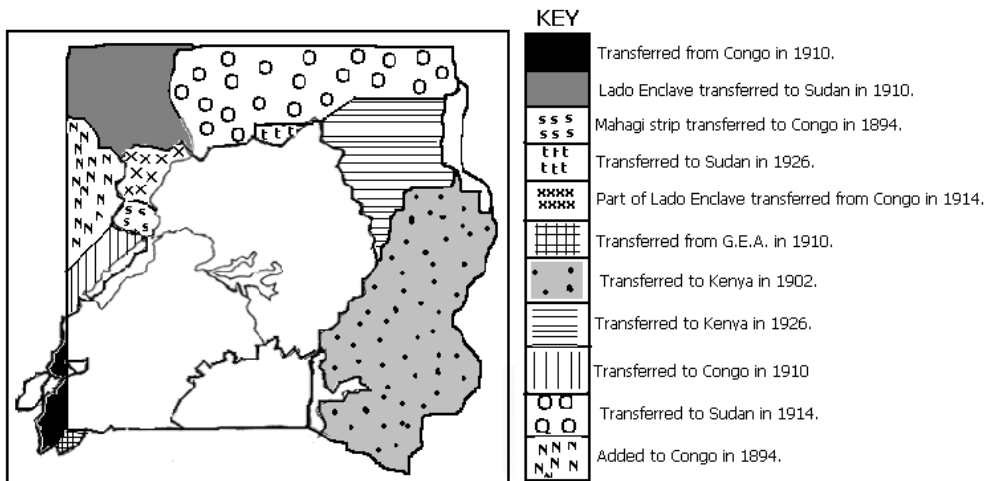 KEY
Transferred from Congo in 1910.
Lado Enclave transferred to Sudan in 1910.
s s s
s s s
Mahagi strip transferred to Congo in 1894.
t t t
t t t
Transferred to Sudan in 1926.
xxxx
xxxx
Part of Lado Enclave transferred from Congo in 1914.
Transferred from G.E.A. in 1910.
Transferred to Kenya in 1902.
Transferred to Kenya in 1926.
Transferred to Congo in 1910
Transferred to Sudan in 1914.
N N N
N N N
Added to Congo in 1894.